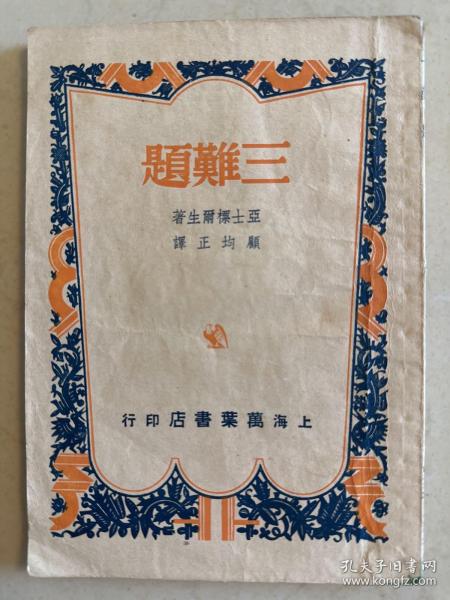 三難題
亞士標爾生著
顧均正譯
上海萬葉書店印行
孔夫子旧书网
www.kongfz.com